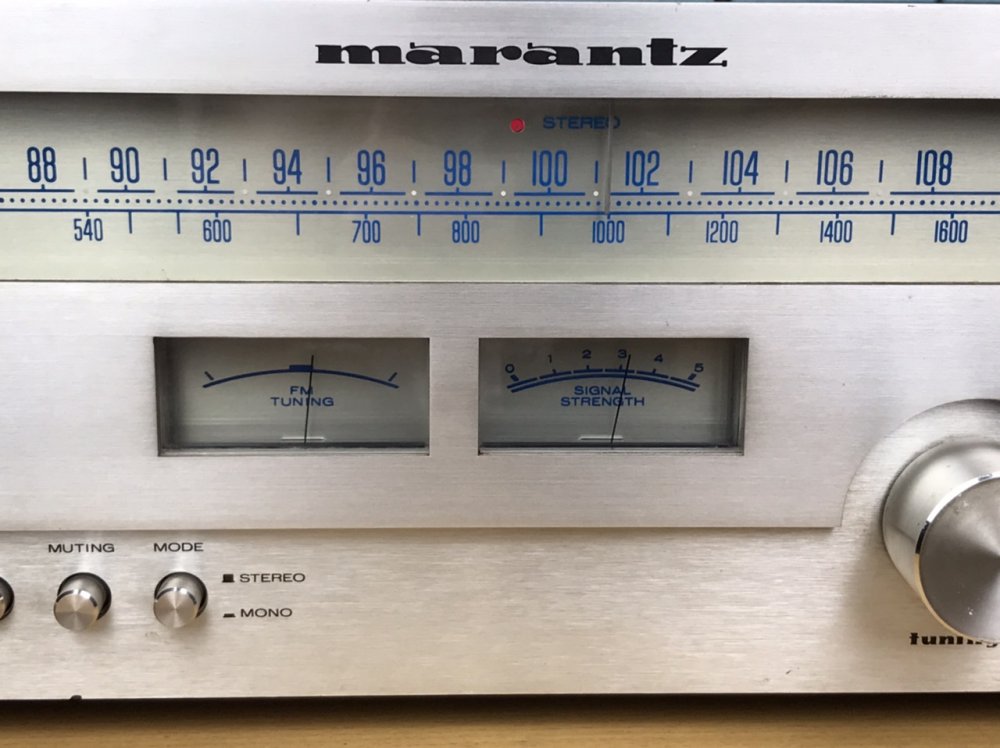 marantz
STEREO
88 90 92 94 96 98 100 102 104 106 108
540 600 700 800 1000 1200 1400 1600
0 1 2 3 4 5
FM
TUNING
SIGNAL
STRENGTH
MUTING MODE
STEREO
MONO
tuning